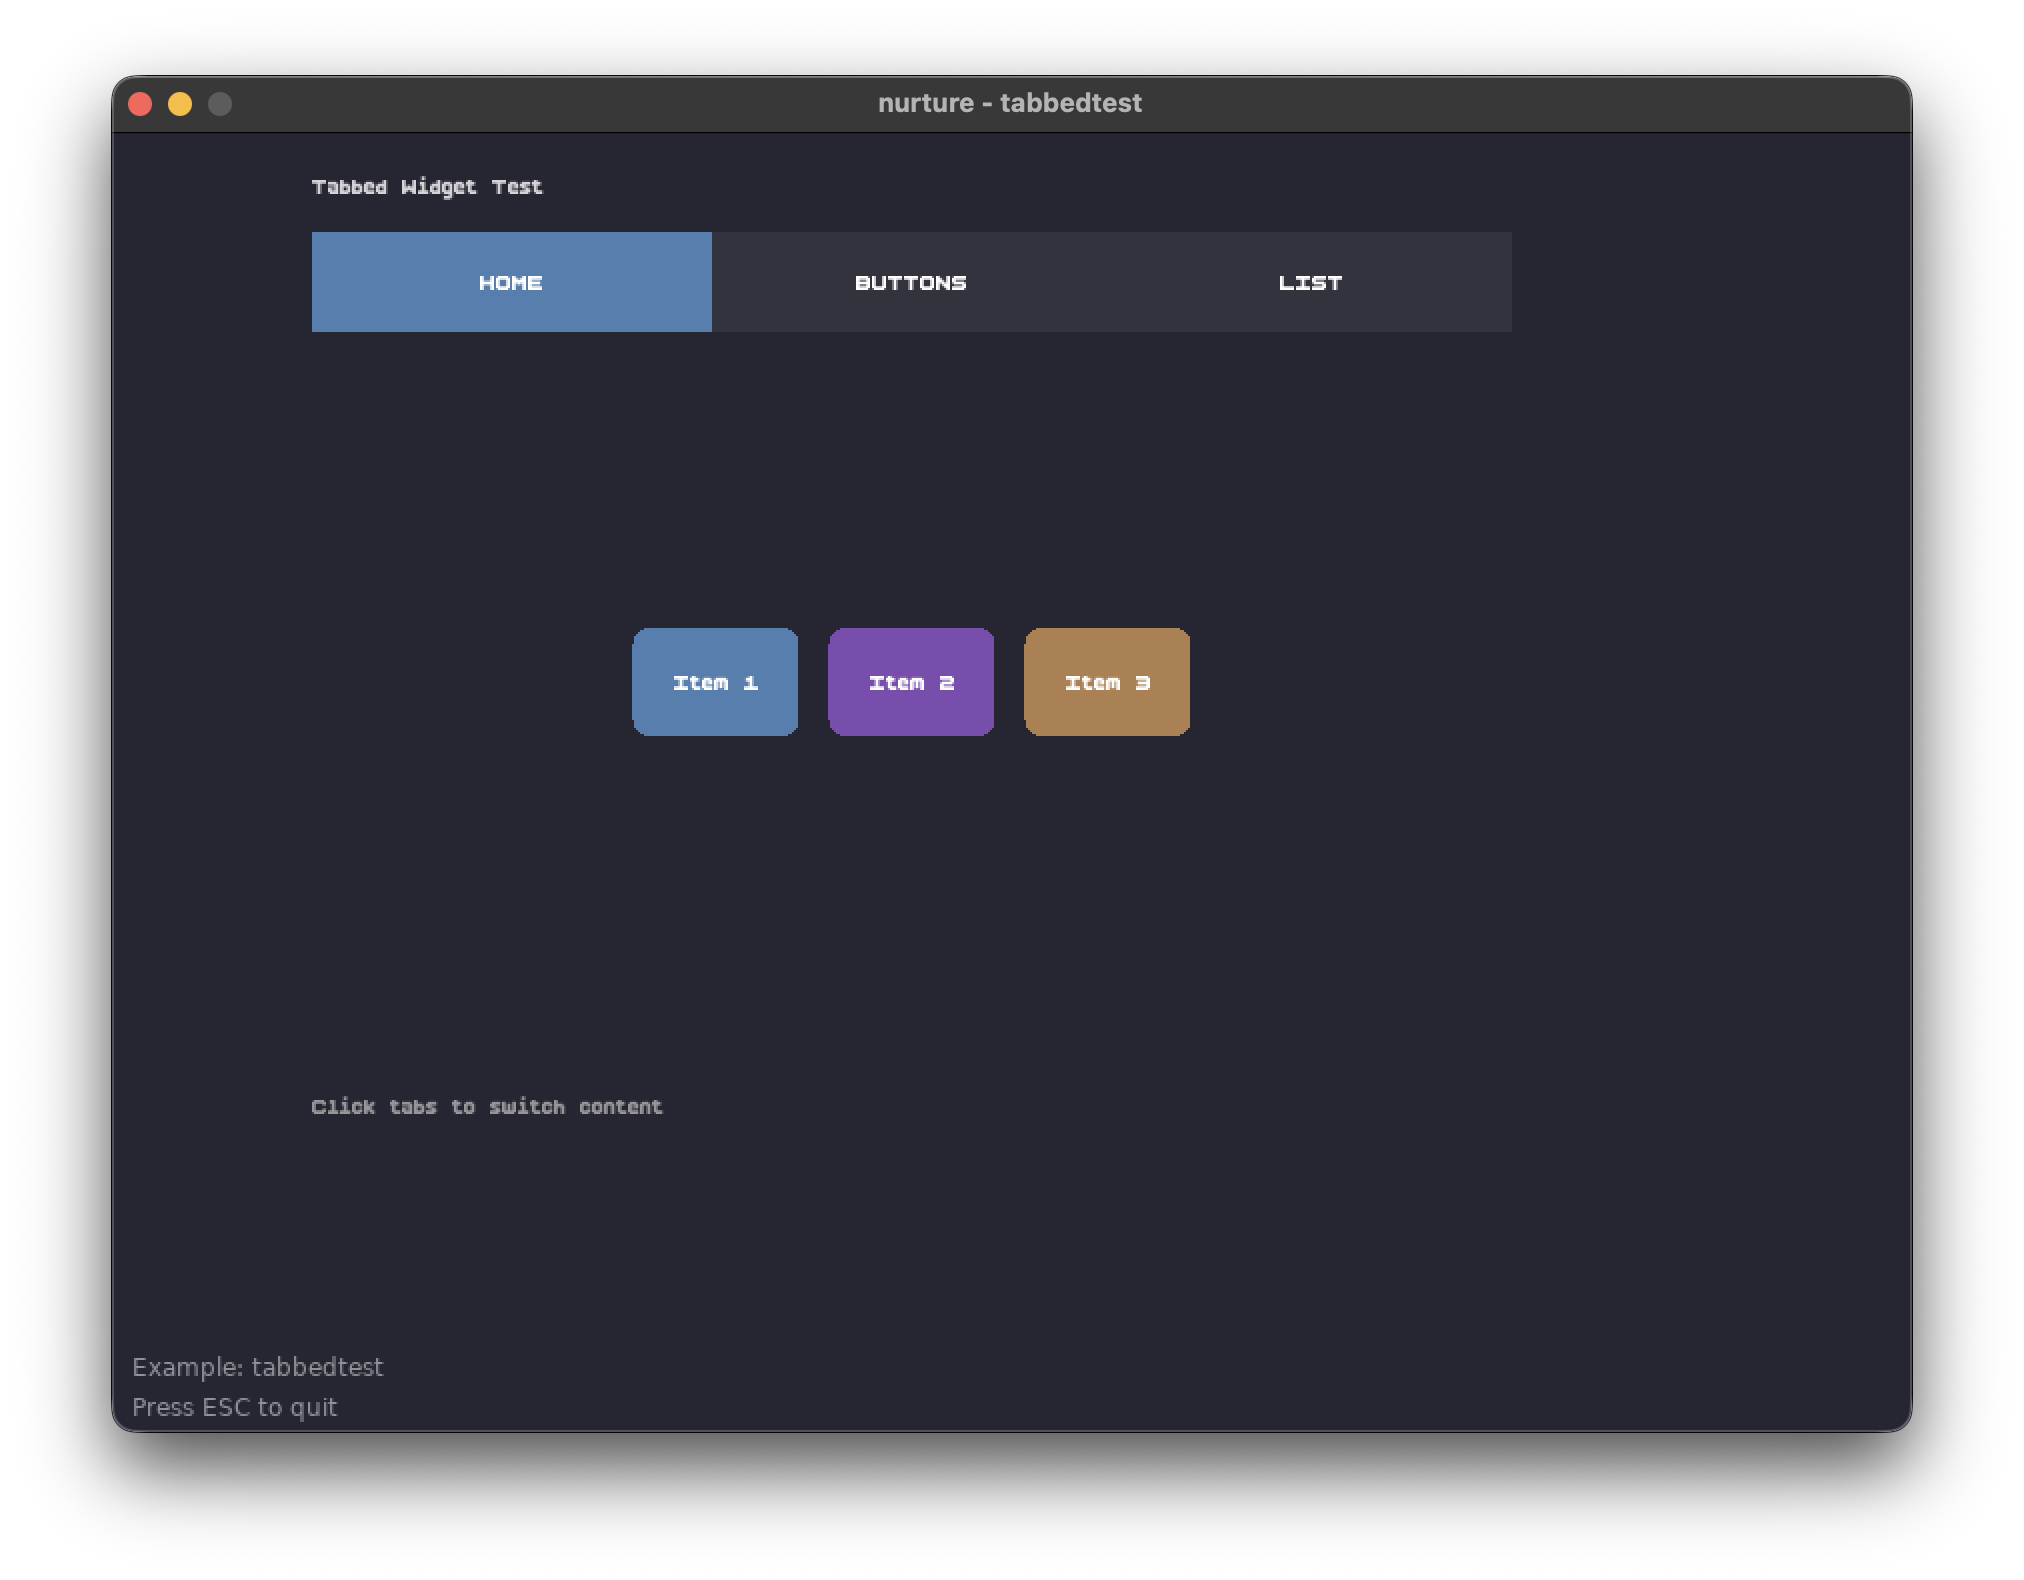 nurture - tabbedtest
Tabbed Widget Test
HOME BUTTONS LIST
Item 1 Item 2 Item 3
Click tabs to switch content
Example: tabbedtest
Press ESC to quit